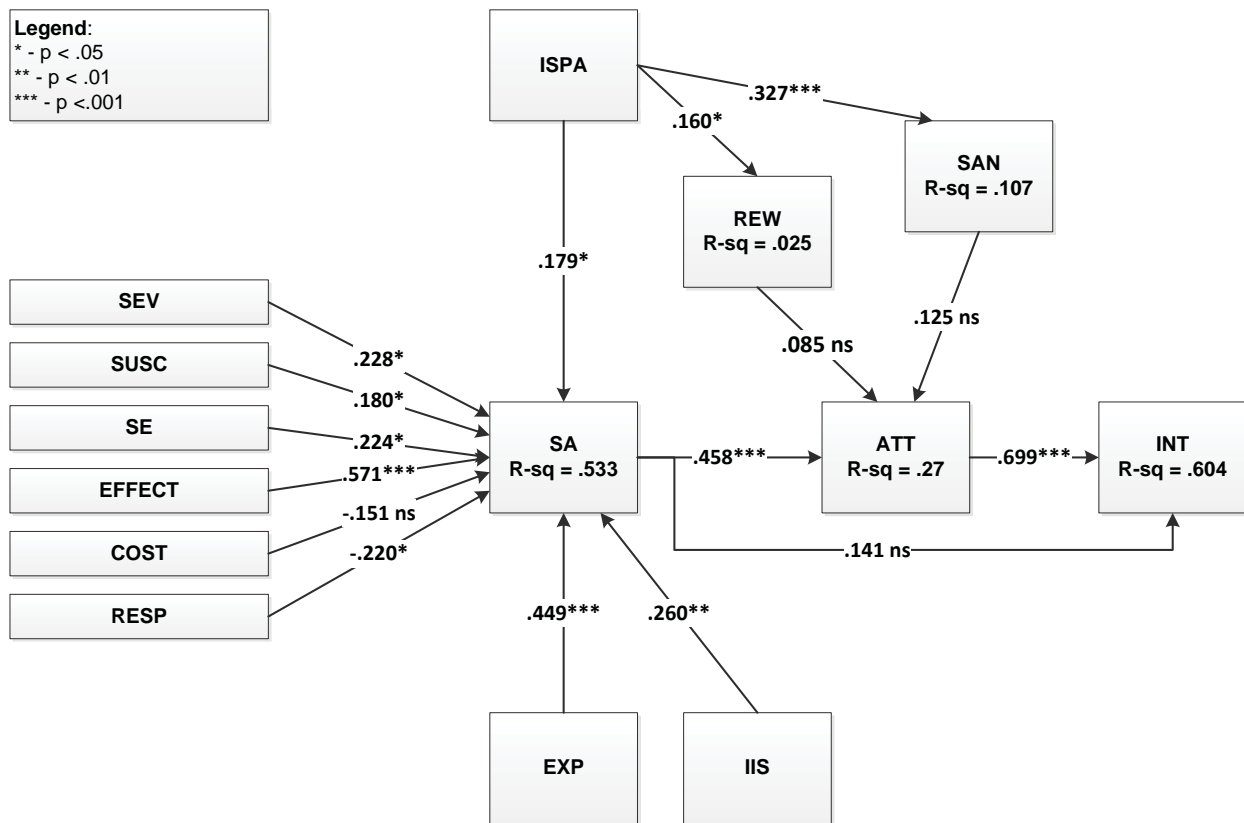 Legend:
* - p < .05
** - p < .01
*** - p <.001
ISPA
.327***
.160*
SAN
R-sq = .107
REW
R-sq = .025
.179*
SEV
.125 ns
.085 ns
SUSC
.228*
.180*
SE
.224*
SA
R-sq = .533
.458***
ATT
R-sq = .27
.699***
INT
R-sq = .604
EFFECT
.571***
-.151 ns
COST
-.220*
.141 ns
RESP
.449***
.260**
EXP
IIS